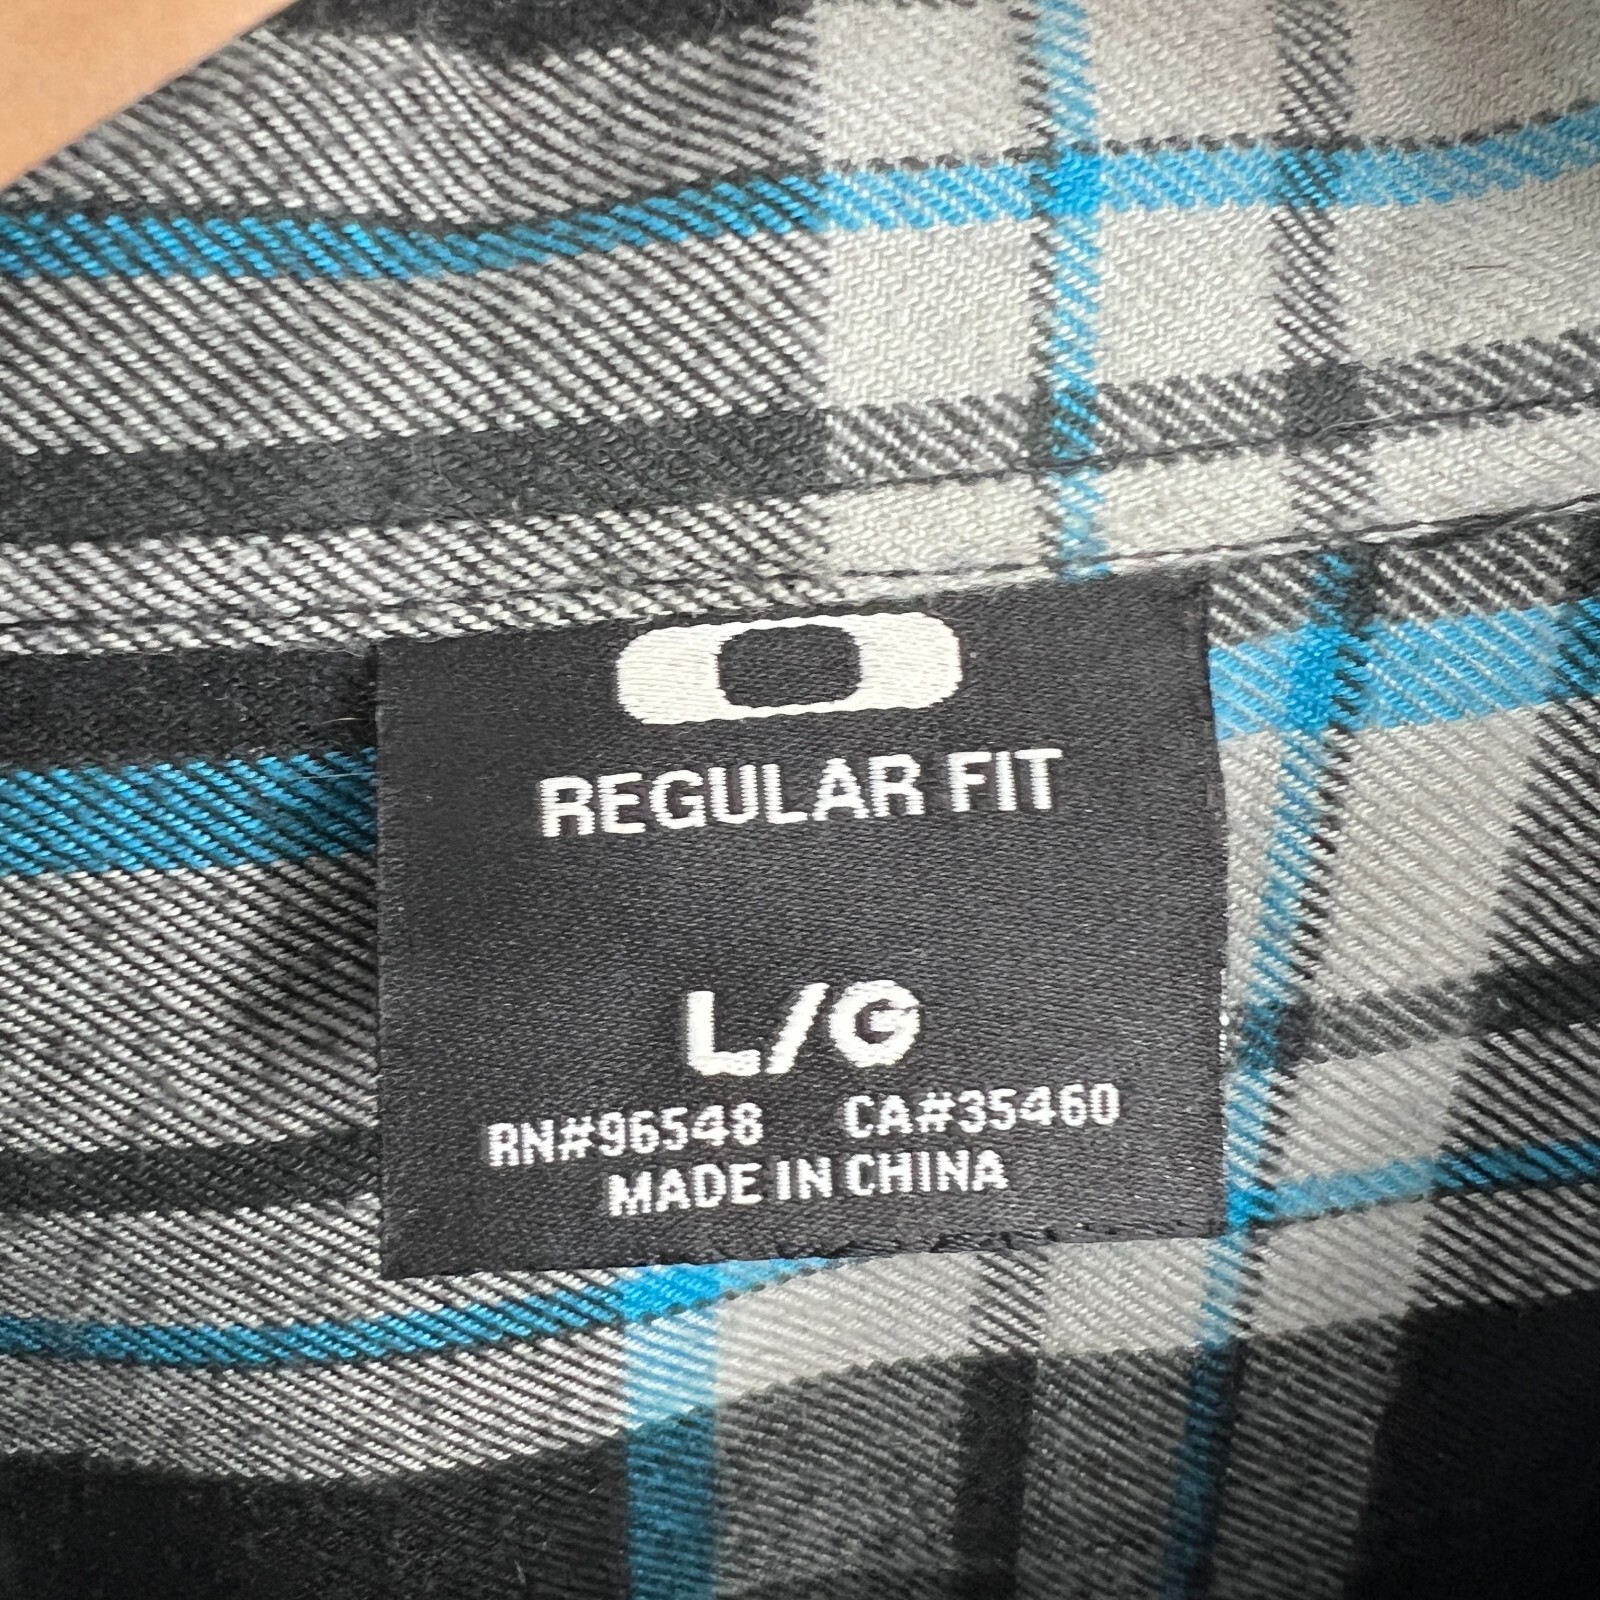 REGULAR FIT
L/G
RN#96548 CA#35460
MADE IN CHINA